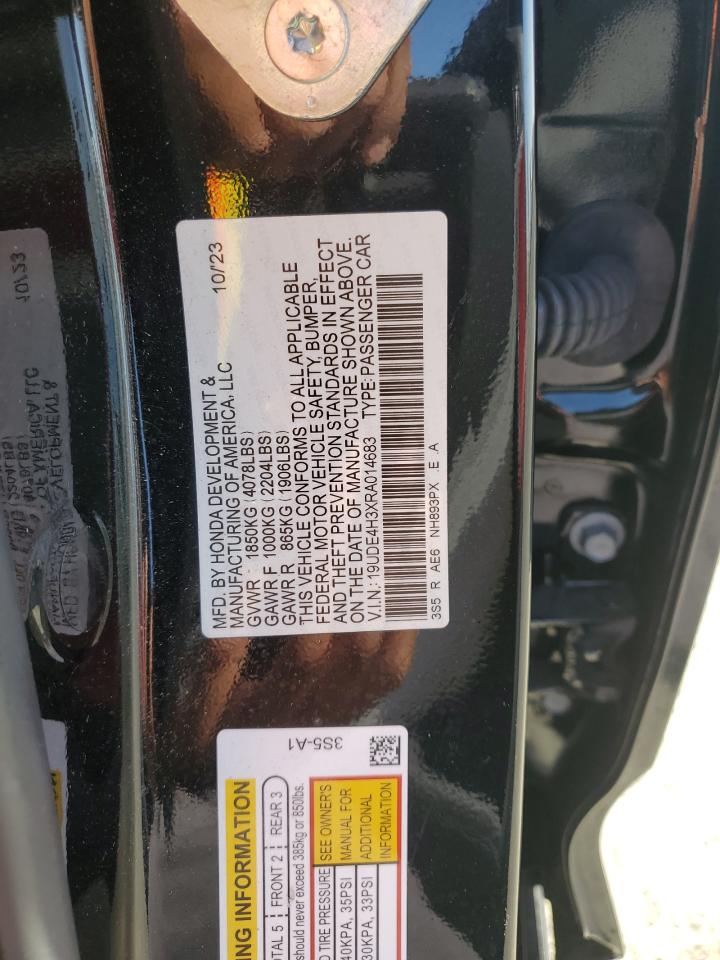 MFD. BY HONDA DEVELOPMENT & 10/23
MANUFACTURING OF AMERICA, LLC
GVWR 1850KG(4078LBS)
GAWR F 1000KG(2204LBS)
GAWR R 865KG(1906LBS)
THIS VEHICLE CONFORMS TO ALL APPLICABLE
FEDERAL MOTOR VEHICLE SAFETY, BUMPER,
AND THEFT PREVENTION STANDARDS IN EFFECT
ON THE DATE OF MANUFACTURE SHOWN ABOVE.
V.I.N.: 19UDE4H3XRA014683 TYPE: PASSENGER CAR
3S5 R AE6 NH893PX E .A
ING INFORMATION 3S5-A1
OTAL 5 FRONT 2 REAR 3
should never exceed 385kg or 850lbs.
D TIRE PRESSURE SEE OWNER'S
40KPA, 35PSI MANUAL FOR
30KPA, 33PSI ADDITIONAL
INFORMATION